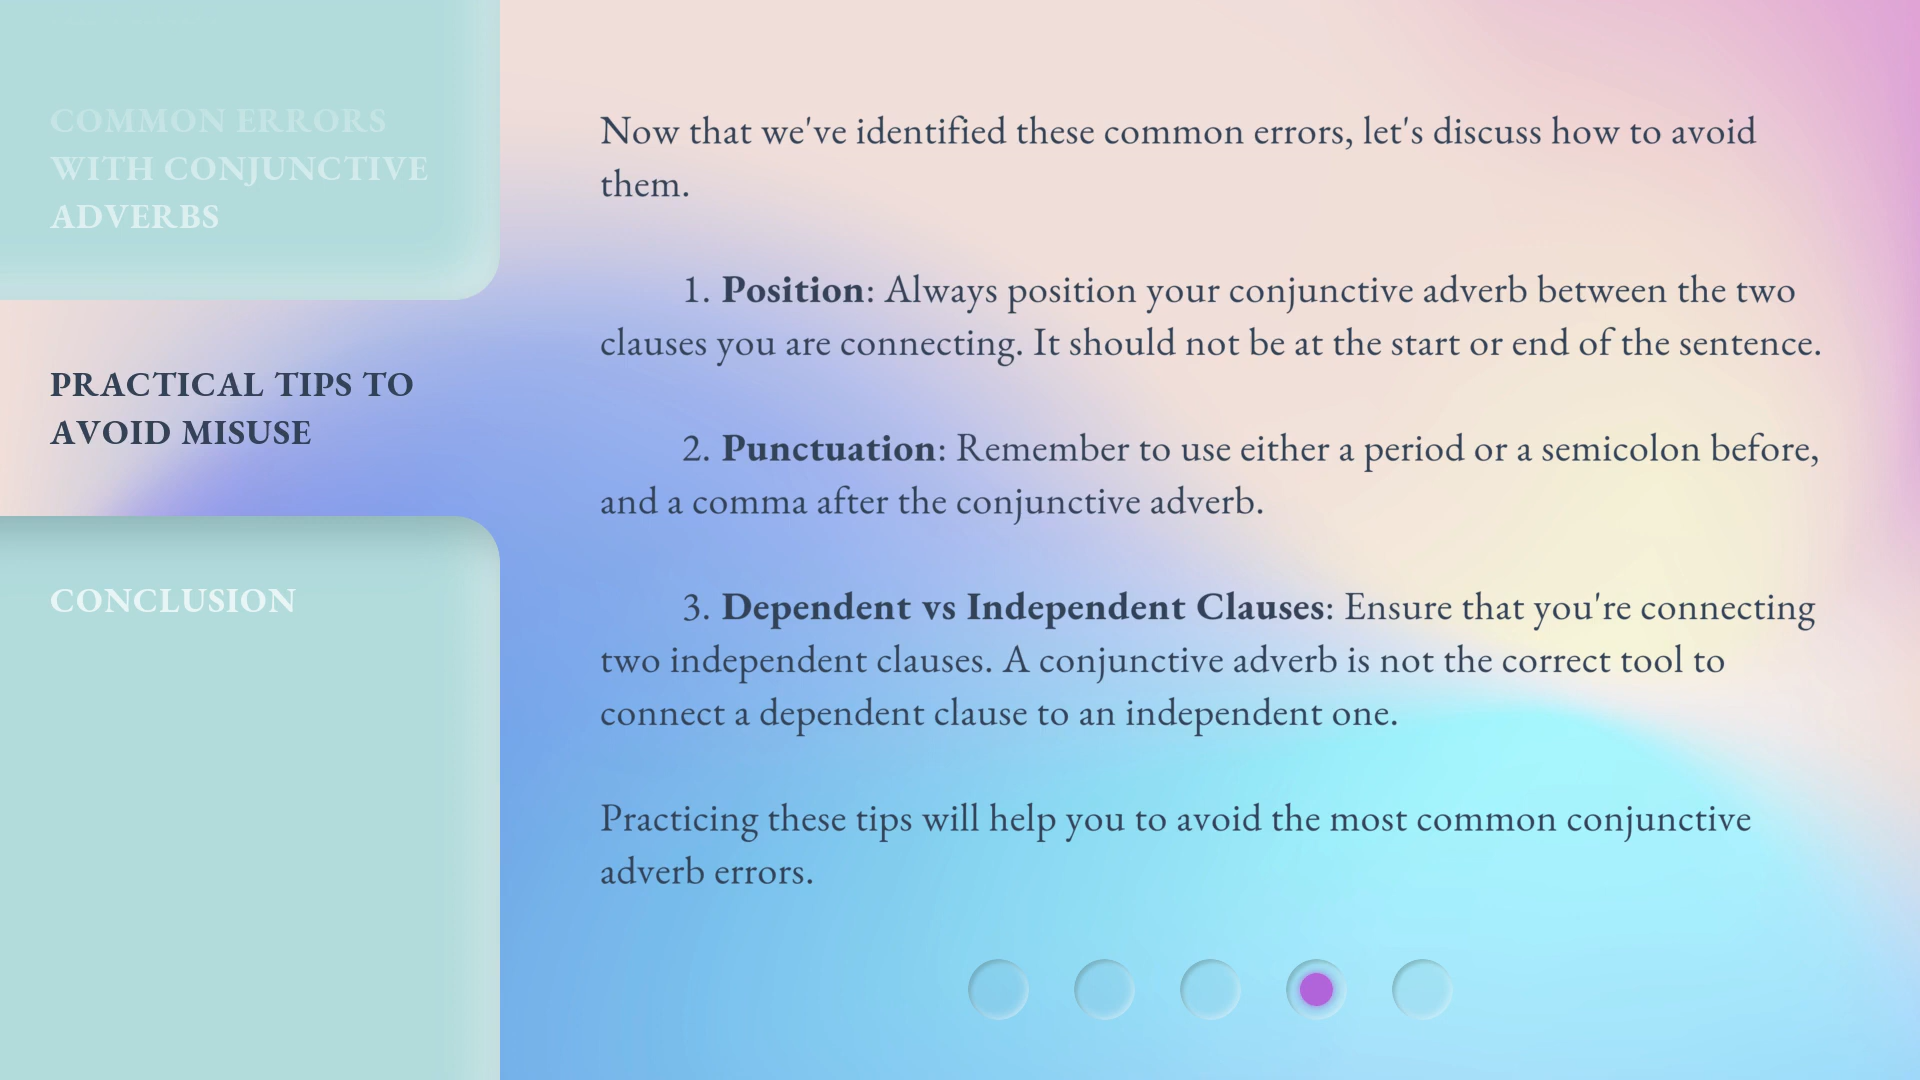 COMMON ERRORS
WITH CONJUNCTIVE
ADVERBS
PRACTICAL TIPS TO
AVOID MISUSE
CONCLUSION
Now that we've identified these common errors, let's discuss how to avoid
them.
1. Position: Always position your conjunctive adverb between the two
clauses you are connecting. It should not be at the start or end of the sentence.
2. Punctuation: Remember to use either a period or a semicolon before,
and a comma after the conjunctive adverb.
3. Dependent vs Independent Clauses: Ensure that you're connecting
two independent clauses. A conjunctive adverb is not the correct tool to
connect a dependent clause to an independent one.
Practicing these tips will help you to avoid the most common conjunctive
adverb errors.